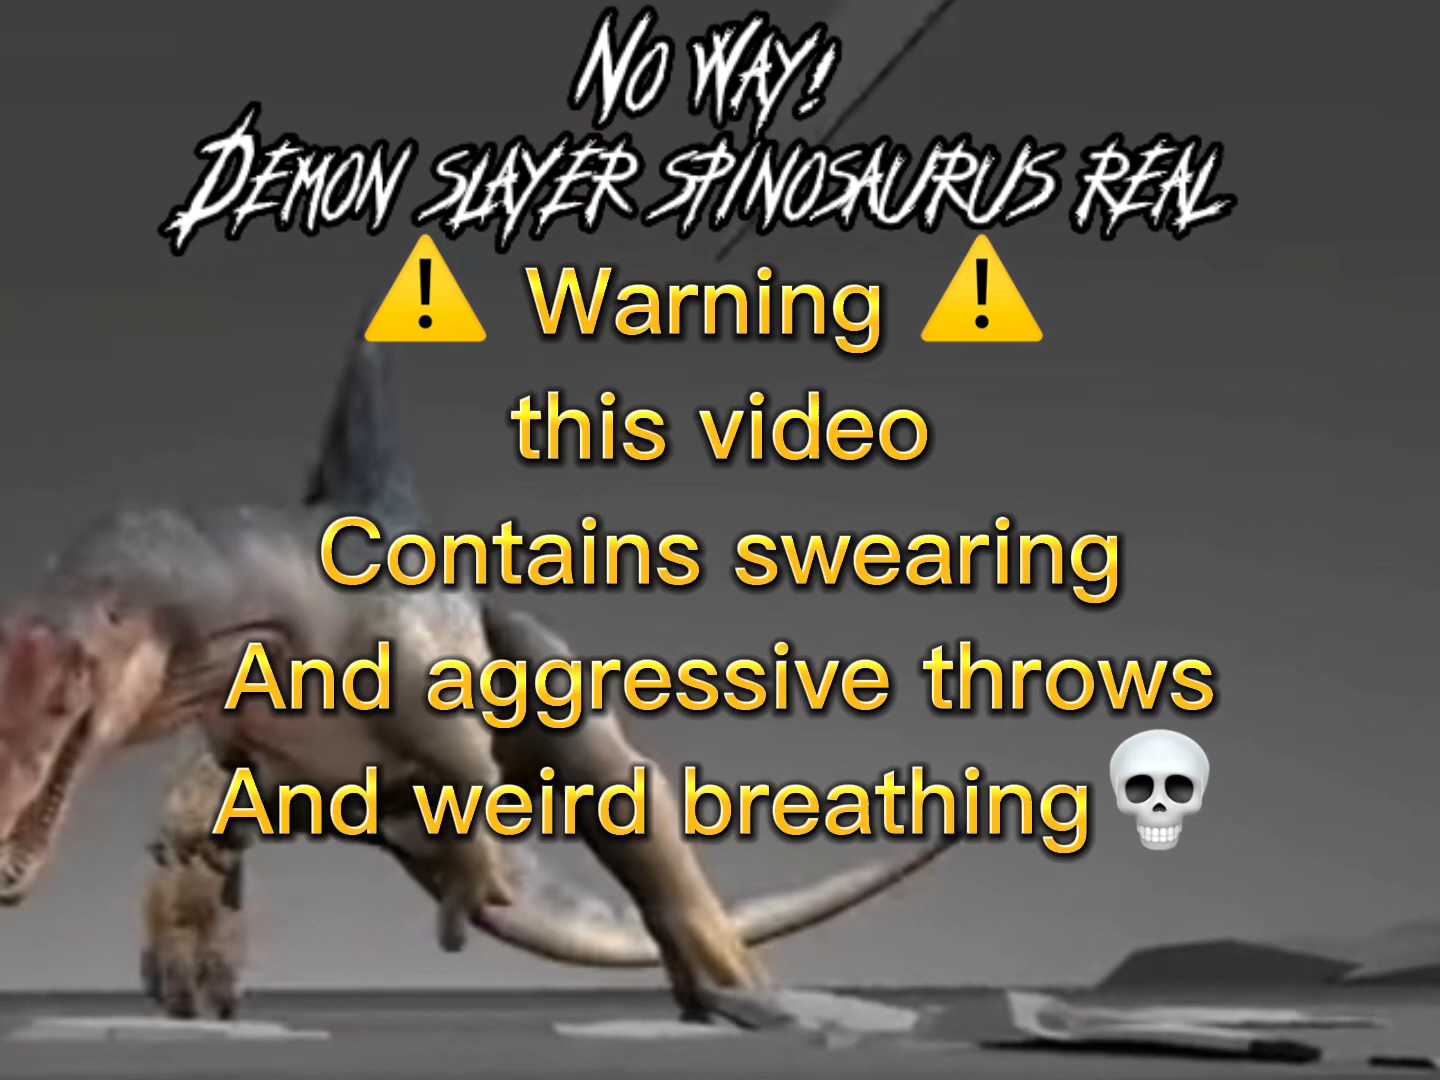 No Way!
Demon slayer spinosaurus real
⚠️ Warning ⚠️
this video
Contains swearing
And aggressive throws
And weird breathing💀